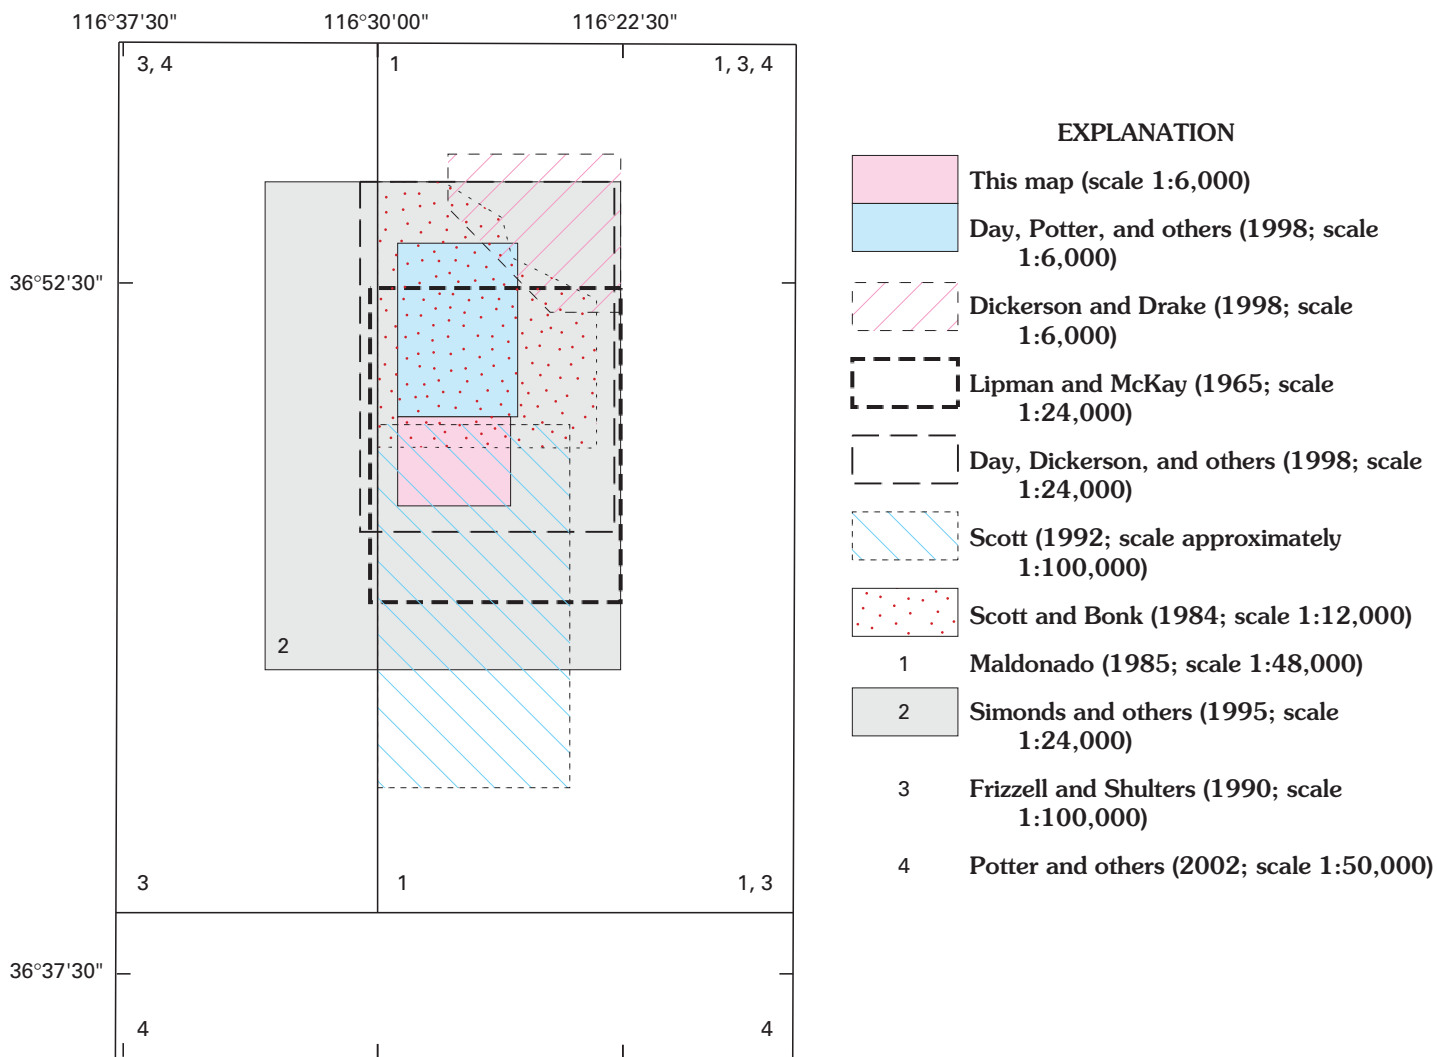 116°37'30" 116°30'00" 116°22'30"
3, 4 1 1, 3, 4
36°52'30"
2
3 1 1, 3
36°37'30"
4 4
EXPLANATION
This map (scale 1:6,000)
Day, Potter, and others (1998; scale
1:6,000)
Dickerson and Drake (1998; scale
1:6,000)
Lipman and McKay (1965; scale
1:24,000)
Day, Dickerson, and others (1998; scale
1:24,000)
Scott (1992; scale approximately
1:100,000)
Scott and Bonk (1984; scale 1:12,000)
1 Maldonado (1985; scale 1:48,000)
2 Simonds and others (1995; scale
1:24,000)
3 Frizzell and Shulters (1990; scale
1:100,000)
4 Potter and others (2002; scale 1:50,000)